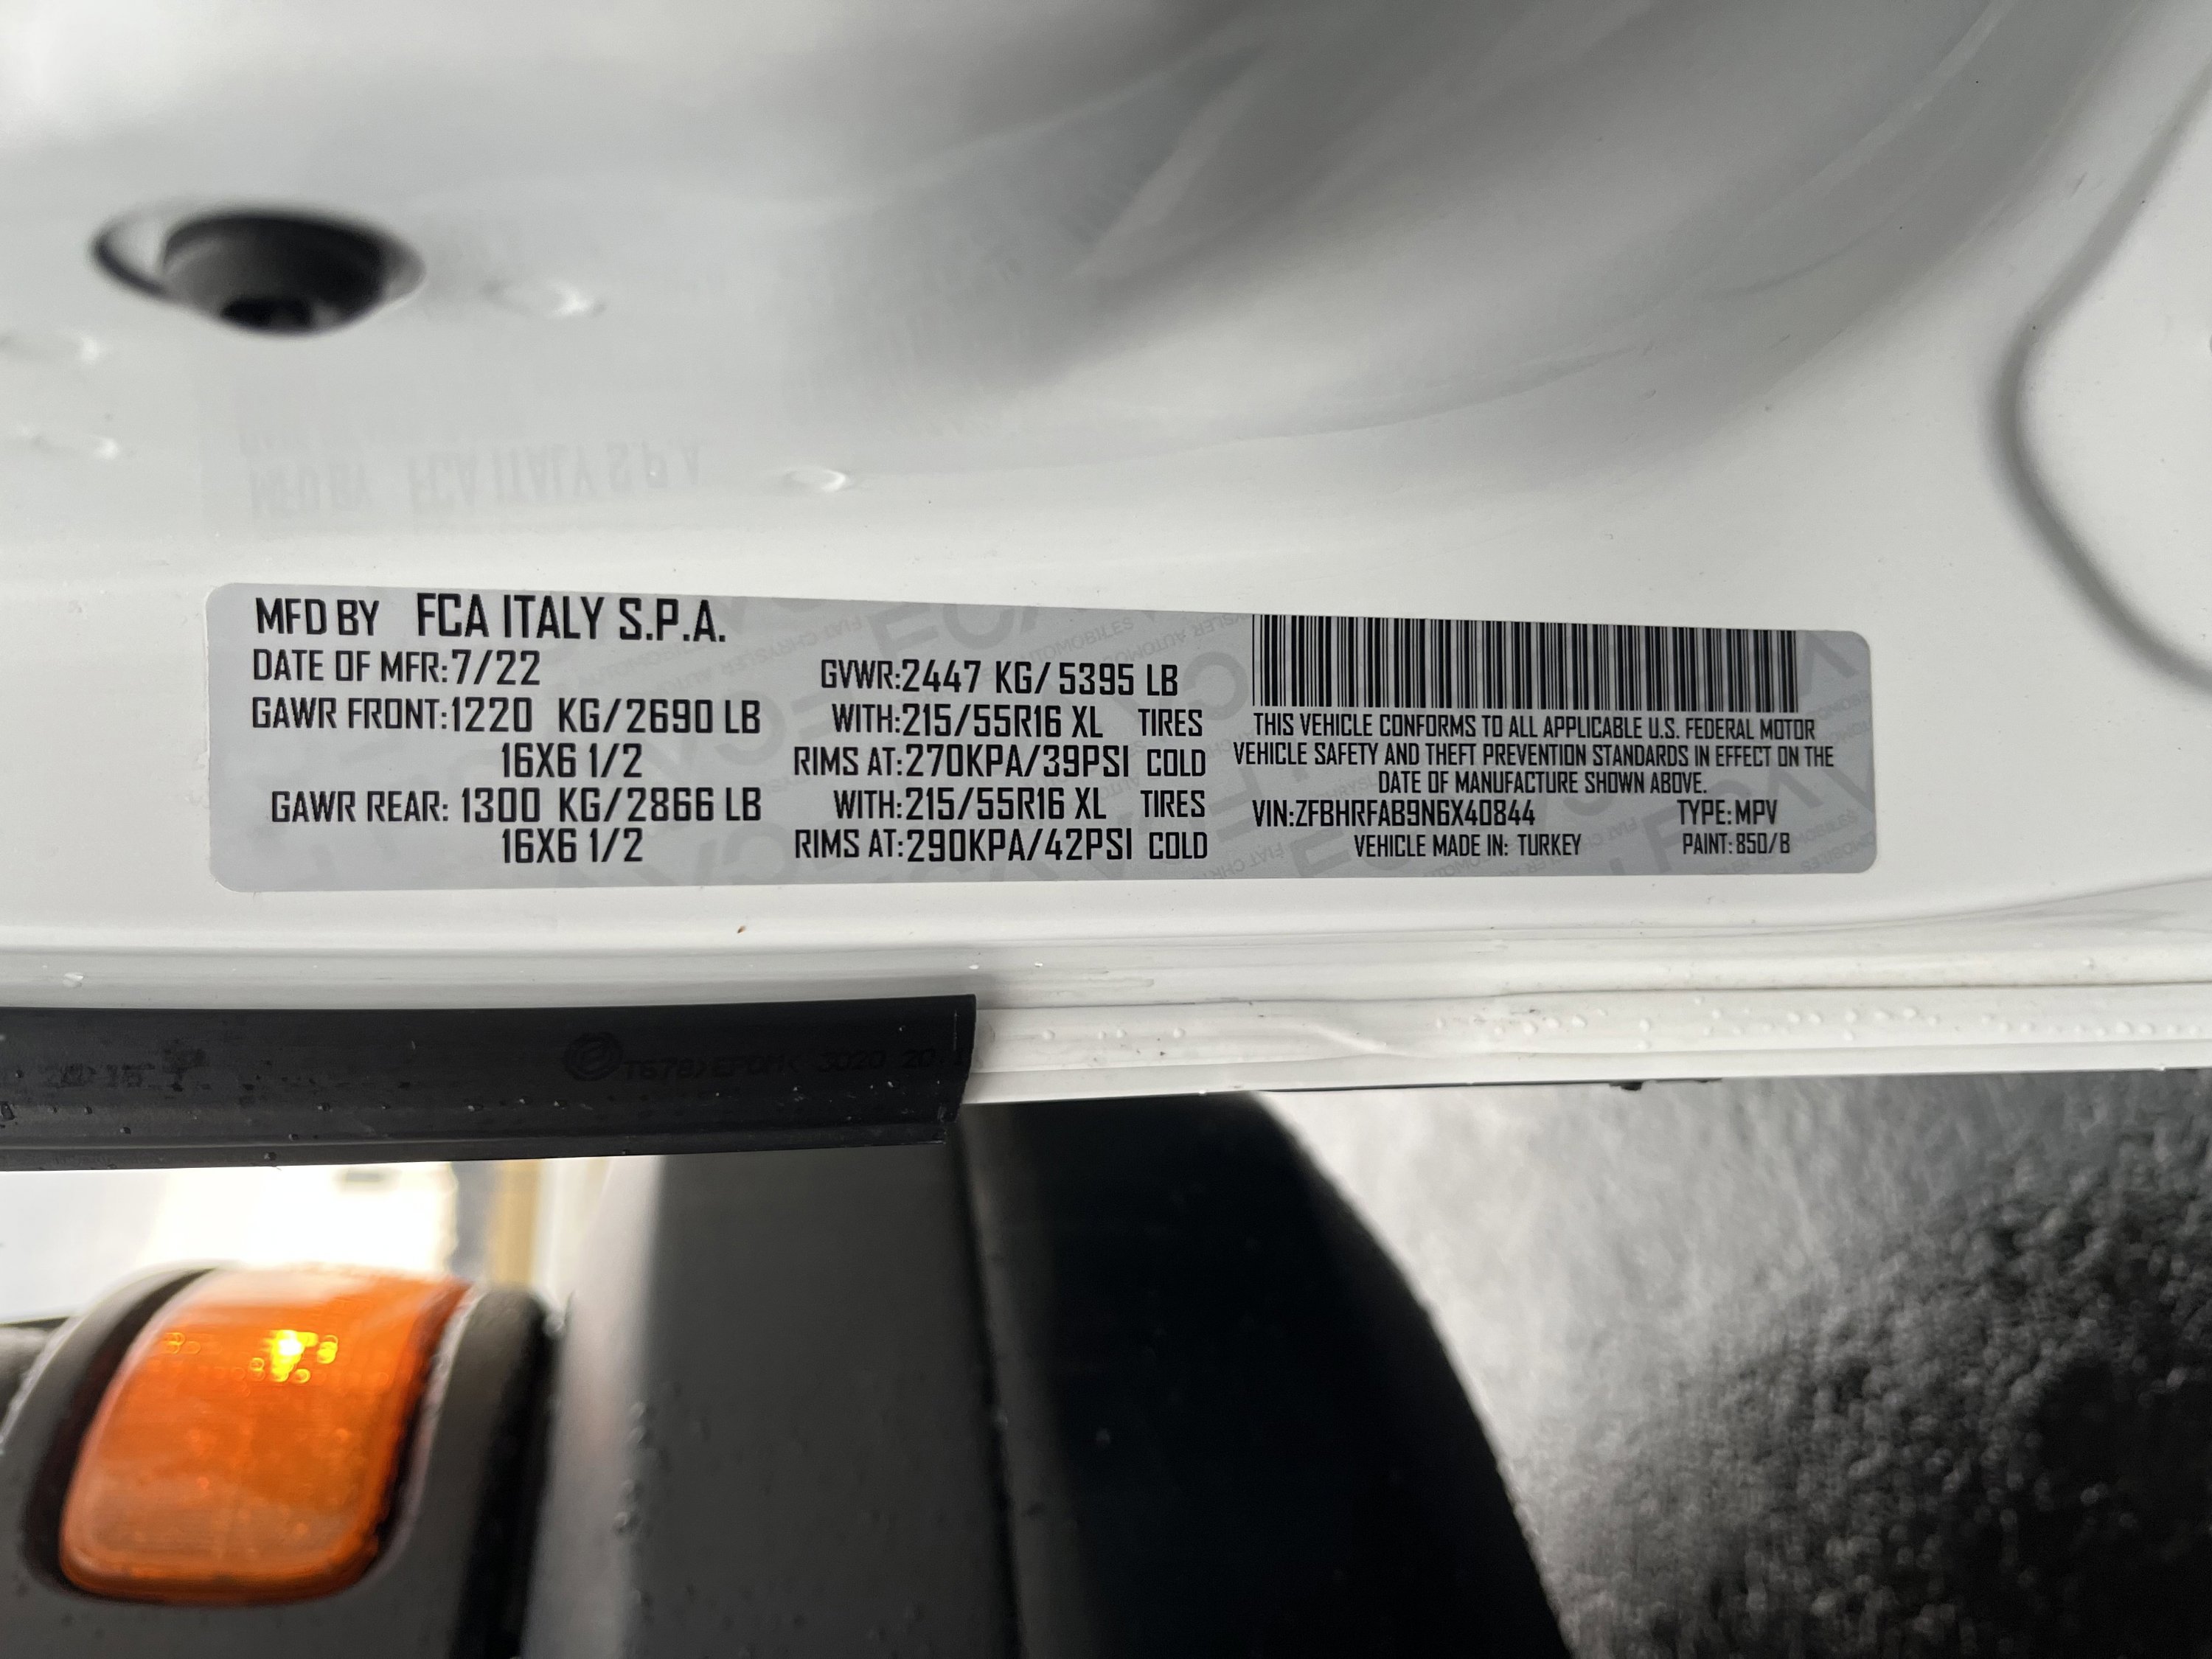 MFD BY FCA ITALY S.P.A.
DATE OF MFR:7/22
GAWR FRONT:1220 KG/2690 LB
16X6 1/2
GAWR REAR: 1300 KG/2866 LB
16X6 1/2
GVWR:2447 KG/5395 LB
WITH:215/55R16 XL TIRES
RIMS AT:270KPA/39PSI COLD
WITH:215/55R16 XL TIRES
RIMS AT:290KPA/42PSI COLD
THIS VEHICLE CONFORMS TO ALL APPLICABLE U.S. FEDERAL MOTOR
VEHICLE SAFETY AND THEFT PREVENTION STANDARDS IN EFFECT ON THE
DATE OF MANUFACTURE SHOWN ABOVE.
VIN:ZFBHRFAB9N6X40844 TYPE:MPV
VEHICLE MADE IN: TURKEY PAINT:850/B